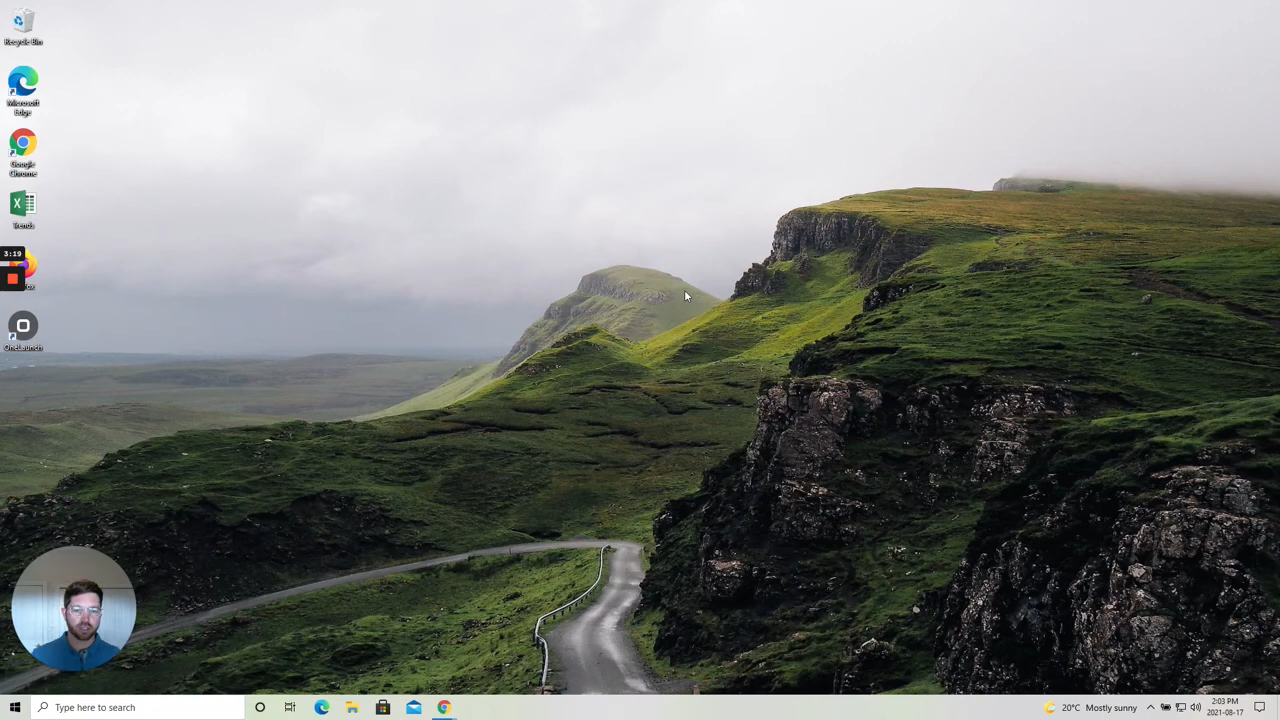 Recycle Bin
Microsoft
Edge
Google
Chrome
Trends
3:19
OneLaunch
Type here to search
20°C Mostly sunny
2:03 PM
2021-08-17